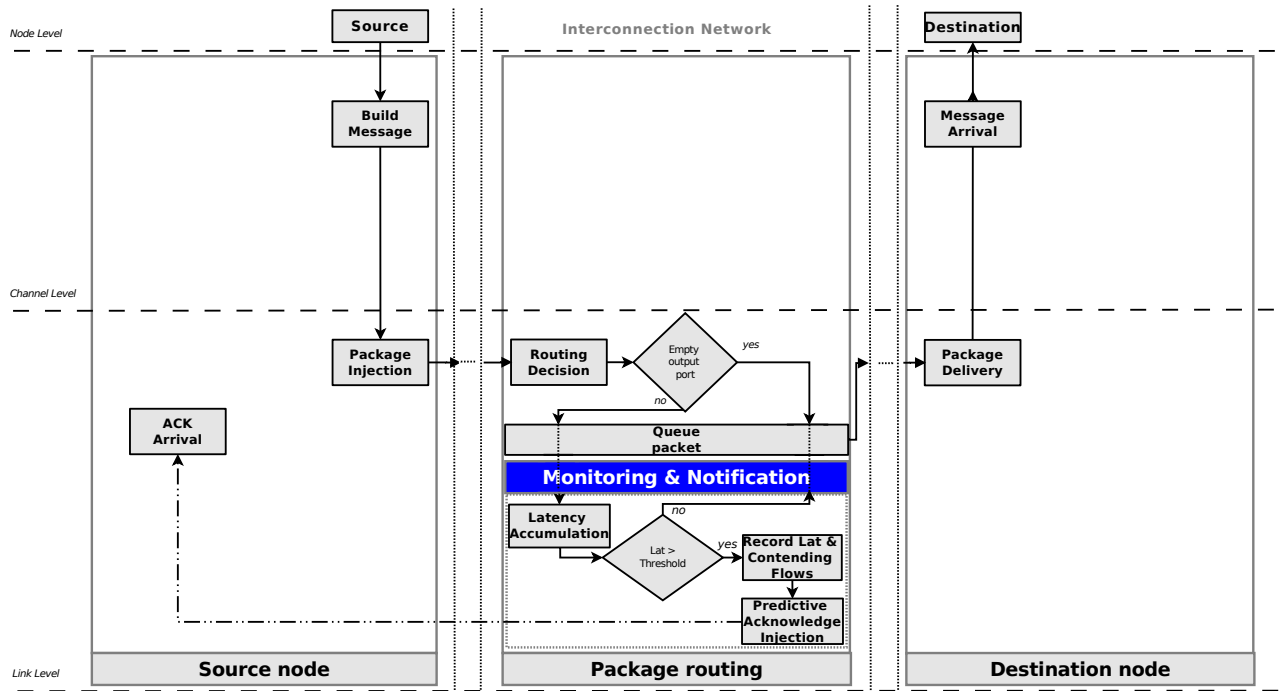 Node Level
Source
Interconnection Network
Destination
Build
Message
Message
Arrival
Channel Level
Package
Injection
Routing
Decision
Empty
output
port
yes
no
Package
Delivery
ACK
Arrival
Queue
packet
Monitoring & Notification
Latency
Accumulation
no
Lat >
Threshold
yes
Record Lat &
Contending
Flows
Predictive
Acknowledge
Injection
Link Level
Source node
Package routing
Destination node